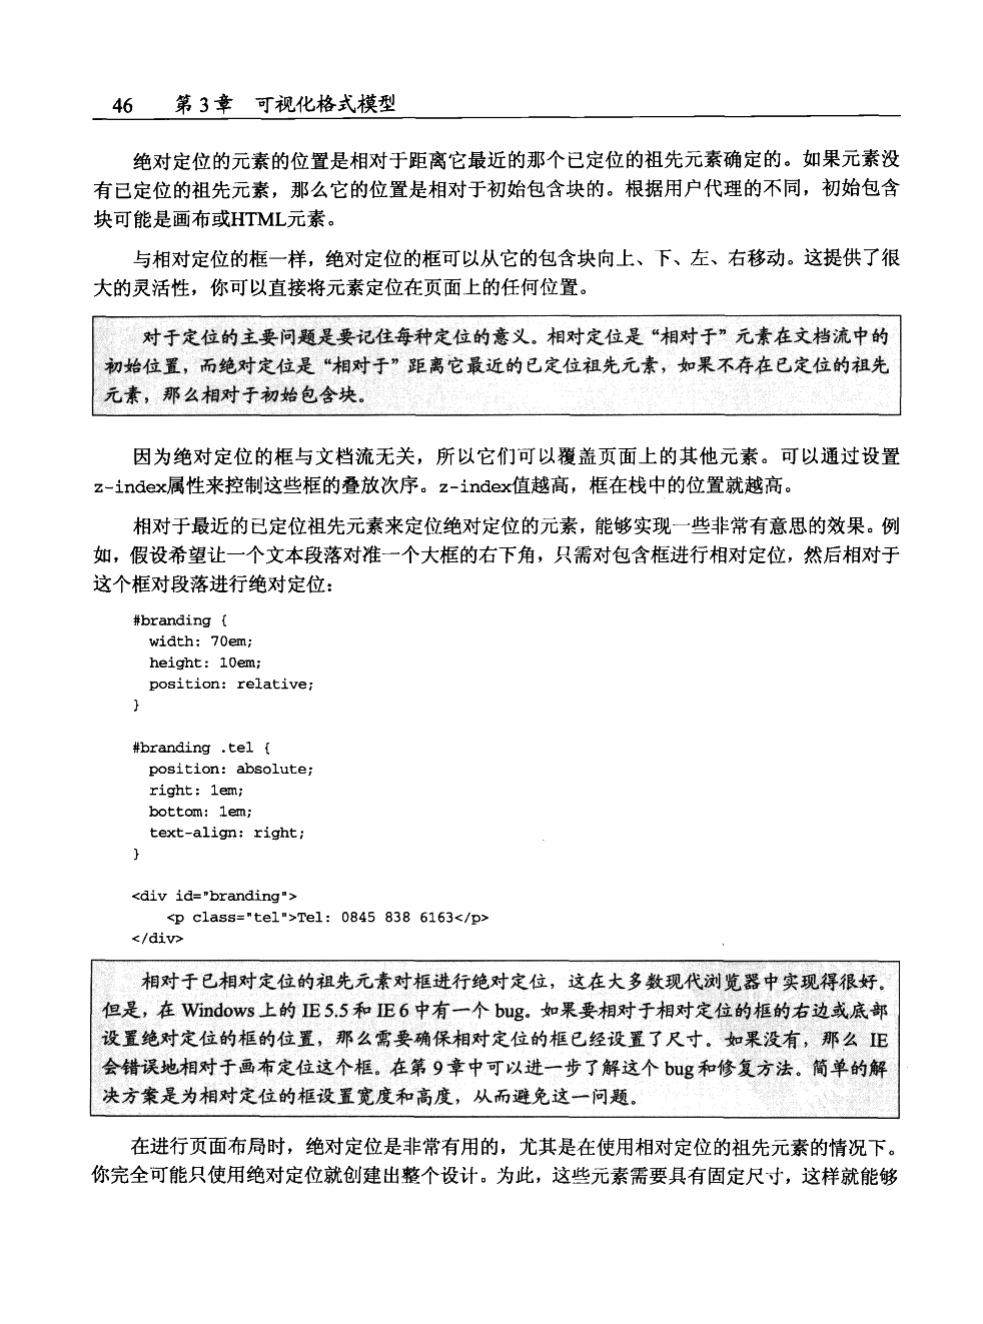 46 第3章 可视化格式模型
绝对定位的元素的位置是相对于距离它最近的那个已定位的祖先元素确定的。如果元素没
有已定位的祖先元素，那么它的位置是相对于初始包含块的。根据用户代理的不同，初始包含
块可能是画布或HTML元素。
与相对定位的框一样，绝对定位的框可以从它的包含块向上、下、左、右移动。这提供了很
大的灵活性，你可以直接将元素定位在页面上的任何位置。
对于定位的主要问题是要记住每种定位的意义。相对定位是“相对于”元素在文档流中的
初始位置，而绝对定位是“相对于”距离它最近的已定位祖先元素，如果不存在已定位的祖先
元素，那么相对于初始包含块。
因为绝对定位的框与文档流无关，所以它们可以覆盖页面上的其他元素。可以通过设置
z-index属性来控制这些框的叠放次序。z-index值越高，框在栈中的位置就越高。
相对于最近的已定位祖先元素来定位绝对定位的元素，能够实现一些非常有意思的效果。例
如，假设希望让一个文本段落对准一个大框的右下角，只需对包含框进行相对定位，然后相对于
这个框对段落进行绝对定位：
#branding {
width: 70em;
height: 10em;
position: relative;
}
#branding .tel {
position: absolute;
right: 1em;
bottom: 1em;
text-align: right;
}
<div id="branding">
<p class="tel">Tel: 0845 838 6163</p>
</div>
相对于已相对定位的祖先元素对框进行绝对定位，这在大多数现代浏览器中实现得很好。
但是，在 Windows 上的 IE 5.5 和 IE 6 中有一个 bug。如果要相对于相对定位的框的右边或底部
设置绝对定位的框的位置，那么需要确保相对定位的框已经设置了尺寸。如果没有，那么 IE
会错误地相对于画布定位这个框。在第 9 章中可以进一步了解这个 bug 和修复方法。简单的解
决方案是为相对定位的框设置宽度和高度，从而避免这一问题。
在进行页面布局时，绝对定位是非常有用的，尤其是在使用相对定位的祖先元素的情况下。
你完全可能只使用绝对定位就创建出整个设计。为此，这些元素需要具有固定尺寸，这样就能够